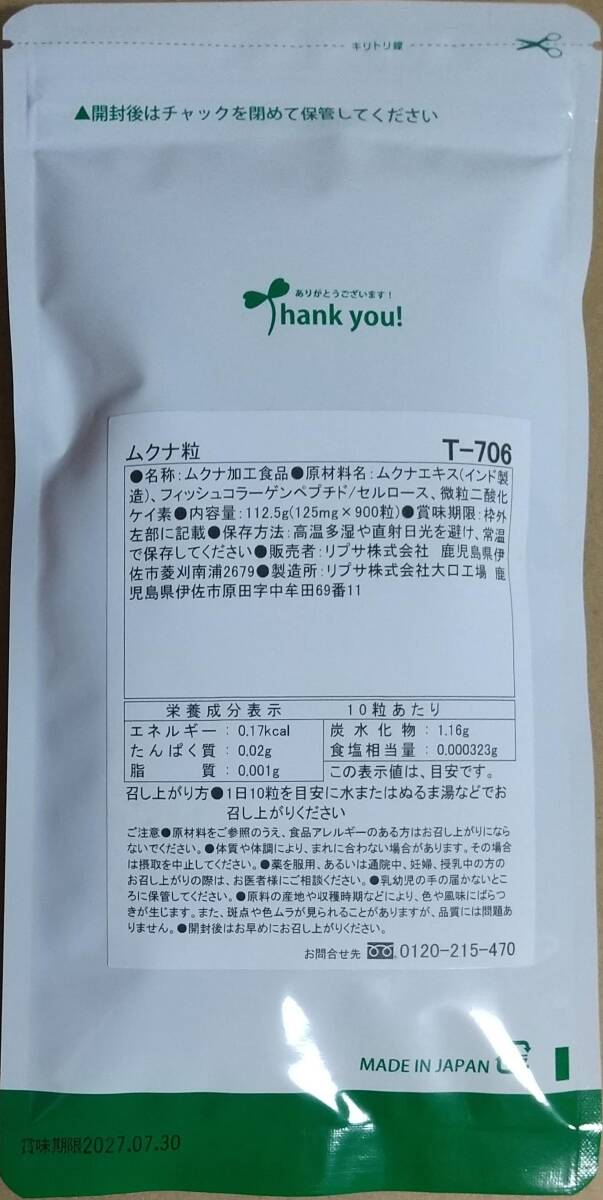 キリトリ線
▲開封後はチャックを閉めて保管してください
ありがとうございます!
Thank you!
ムクナ粒 T-706
●名称:ムクナ加工食品●原材料名:ムクナエキス(インド製
造)、フィッシュコラーゲンペプチド/セルロース、微粒二酸化
ケイ素●内容量:112.5g(125mg×900粒)●賞味期限:枠外
左部に記載●保存方法:高温多湿や直射日光を避け、常温
で保存してください●販売者:リプサ株式会社 鹿児島県伊
佐市菱刈南浦2679●製造所:リプサ株式会社大口工場 鹿
児島県伊佐市原田字中牟田69番11
栄養成分表示 10粒あたり
エネルギー:0.17kcal 炭水化物:1.16g
たんぱく質:0.02g 食塩相当量:0.000323g
脂質:0.001g この表示値は、目安です。
召し上がり方●1日10粒を目安に水またはぬるま湯などでお
召し上がりください
ご注意●原材料をご参照のうえ、食品アレルギーのある方はお召し上がりになら
ないでください。●体質や体調により、まれに合わない場合があります。その場合
は摂取を中止してください。●薬を服用、あるいは通院中、妊婦、授乳中の方の
お召し上がりの際は、お医者様にご相談ください。●乳幼児の手の届かないとこ
ろに保管してください。●原料の産地や収穫時期などにより、色や風味にばらつ
きが生じます。また、斑点や色ムラが見られることがありますが、品質には問題あ
りません。●開封後はお早めにお召し上がりください。
お問合せ先 0120-215-470
MADE IN JAPAN
賞味期限2027.07.30